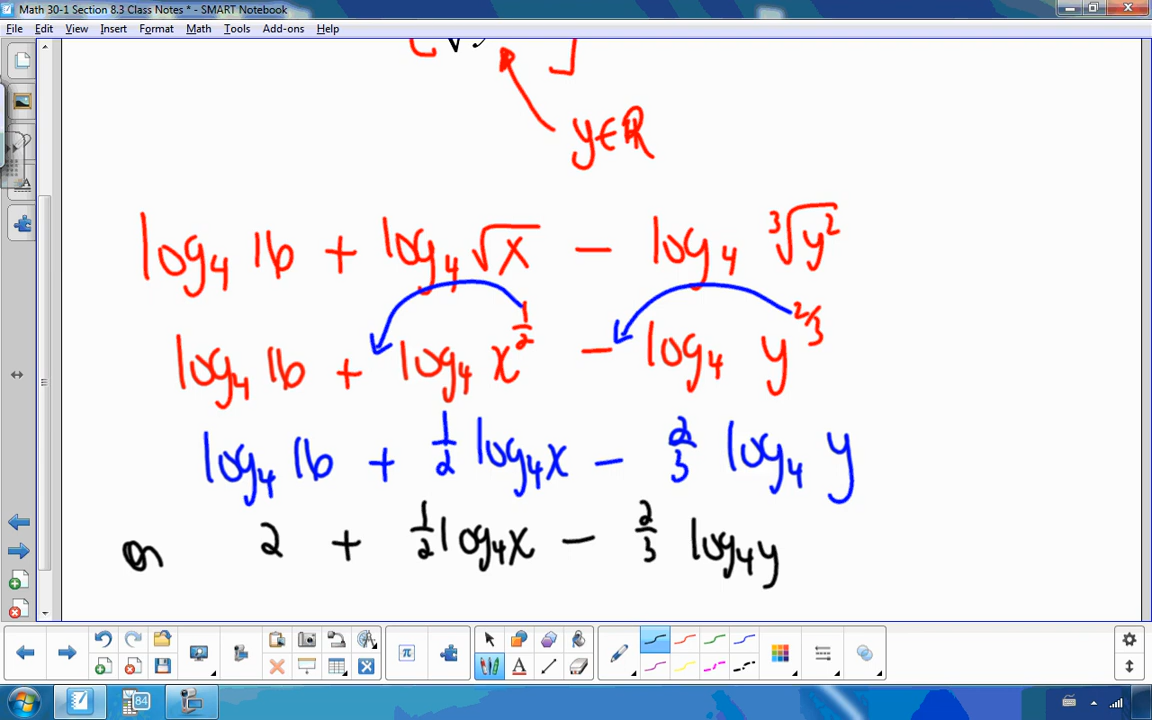 Math 30-1 Section 8.3 Class Notes * - SMART Notebook
File Edit View Insert Format Math Tools Add-ons Help
y∈ℝ
log₄ 16 + log₄ √x − log₄ ³√y²
log₄ 16 + log₄ x^(1/2) − log₄ y^(2/3)
log₄ 16 + 1/2 log₄ x − 2/3 log₄ y
or 2 + 1/2 log₄ x − 2/3 log₄ y
π
A
84